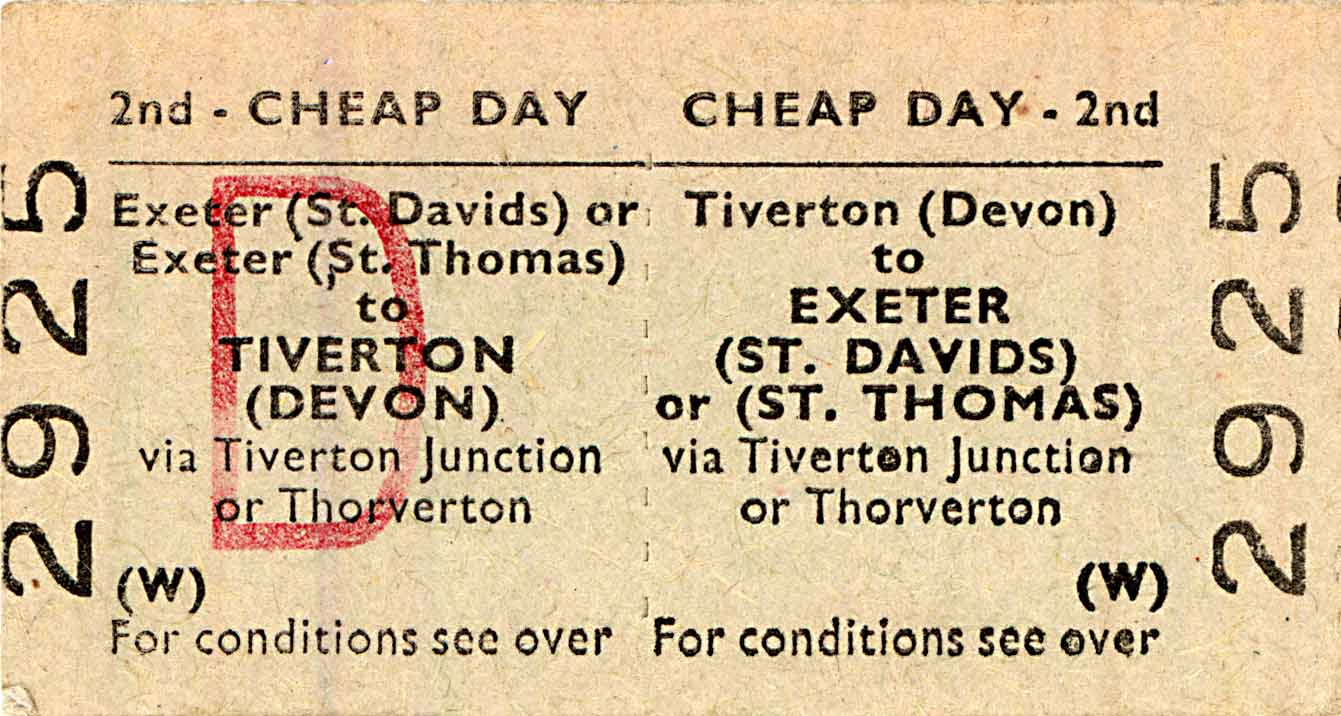 2nd - CHEAP DAY
Exeter (St. Davids) or
Exeter (St. Thomas)
to
TIVERTON
(DEVON)
via Tiverton Junction
or Thorverton
(W)
For conditions see over
D
2925
CHEAP DAY - 2nd
Tiverton (Devon)
to
EXETER
(ST. DAVIDS)
or (ST. THOMAS)
via Tiverton Junction
or Thorverton
(W)
For conditions see over
2925